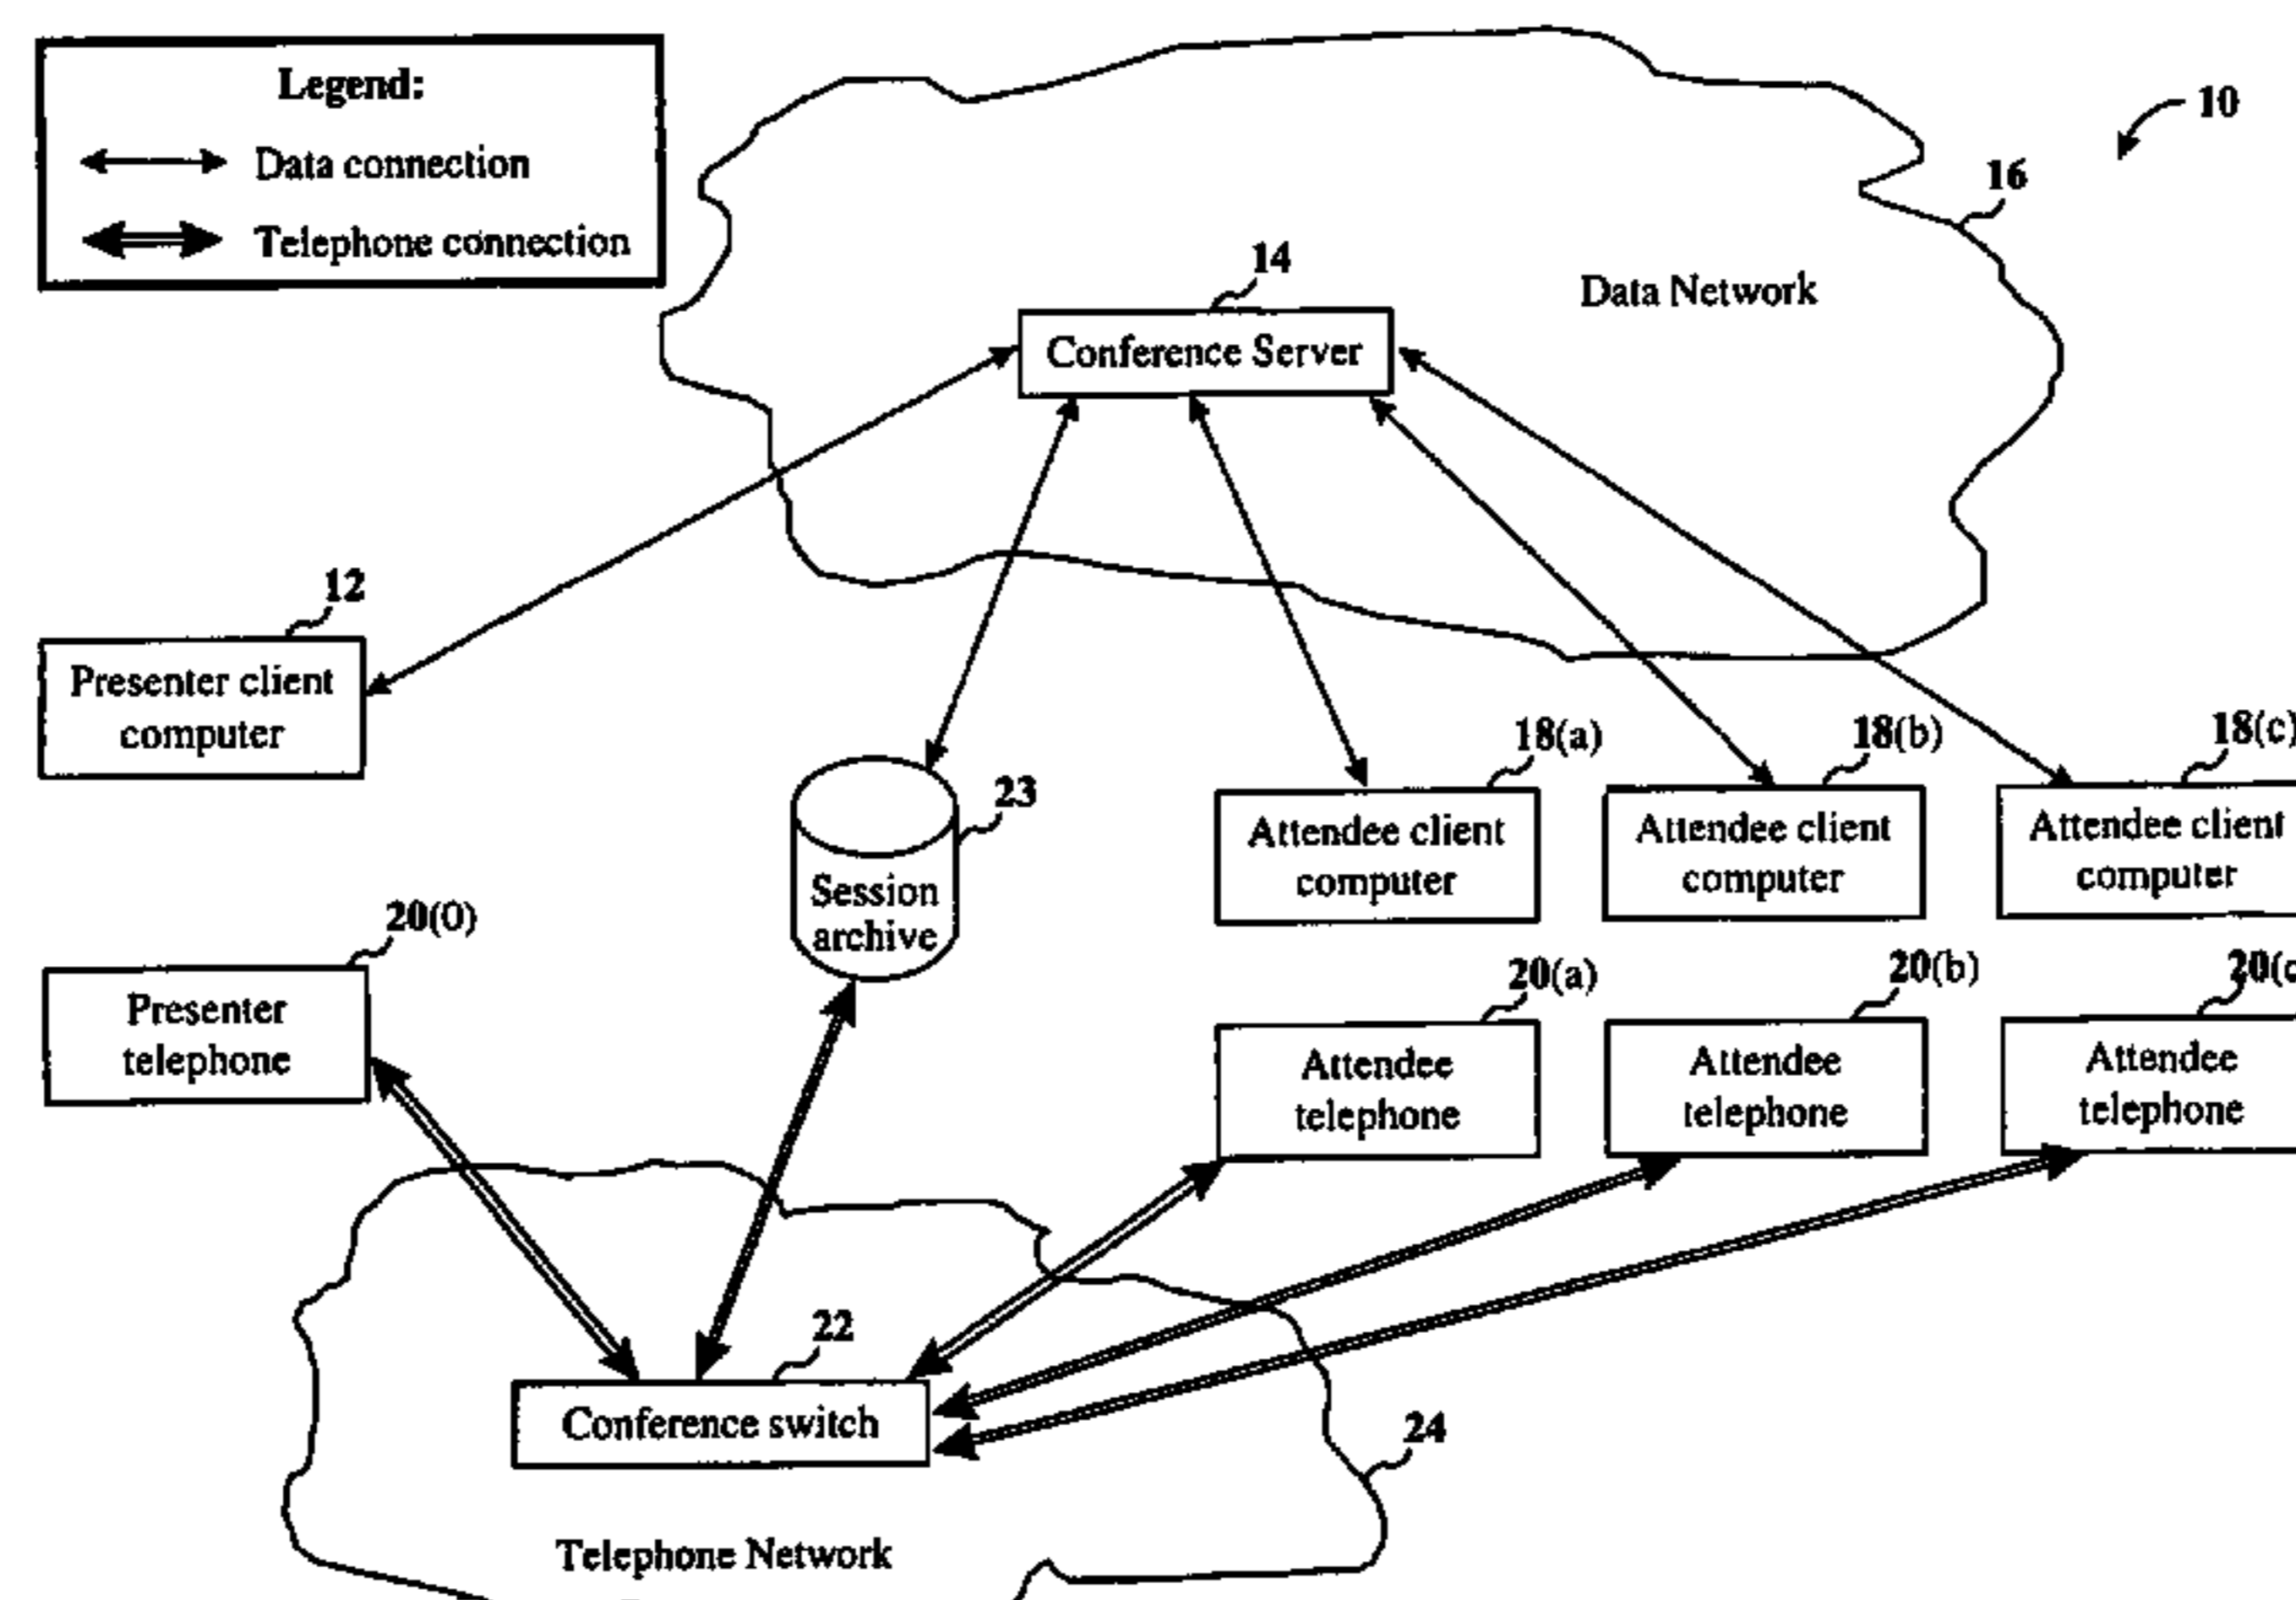 Legend:
Data connection
Telephone connection
10
16
14
Data Network
Conference Server
12
Presenter client
computer
18(a)
18(b)
18(c)
23
Attendee client
computer
Attendee client
computer
Attendee client
computer
Session
archive
20(0)
Presenter
telephone
20(a)
20(b)
20(c
Attendee
telephone
Attendee
telephone
Attendee
telephone
22
Conference switch
24
Telephone Network